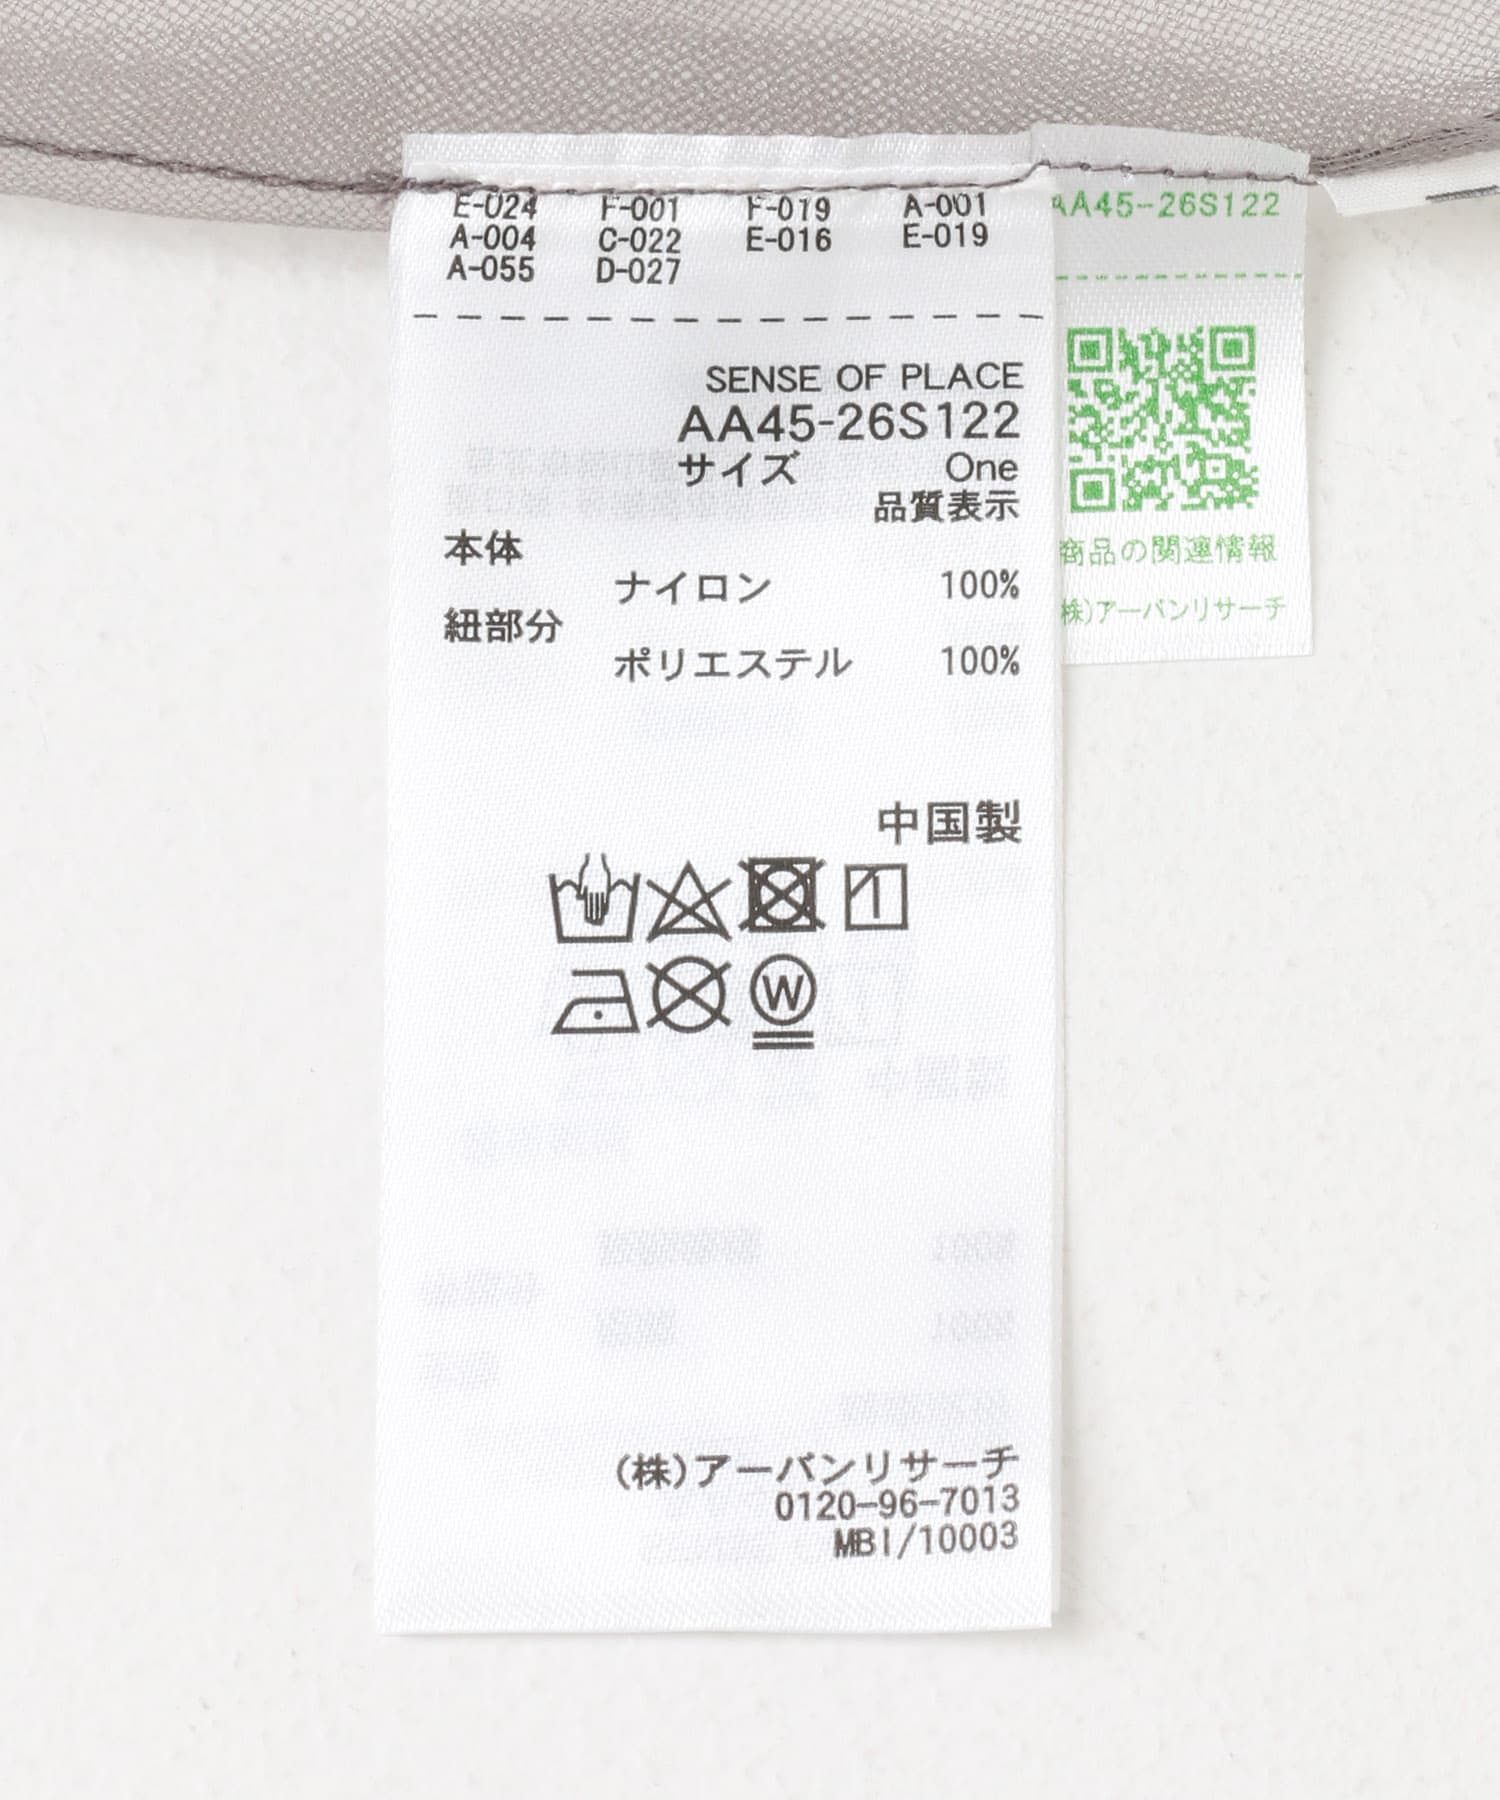 E-024 F-001 F-019 A-001
A-004 C-022 E-016 E-019
A-055 D-027
SENSE OF PLACE
AA45-26S122
サイズ One
品質表示
本体
ナイロン 100%
紐部分
ポリエステル 100%
中国製
W
(株)アーバンリサーチ
0120-96-7013
MBI/10003
AA45-26S122
商品の関連情報
(株)アーバンリサーチ